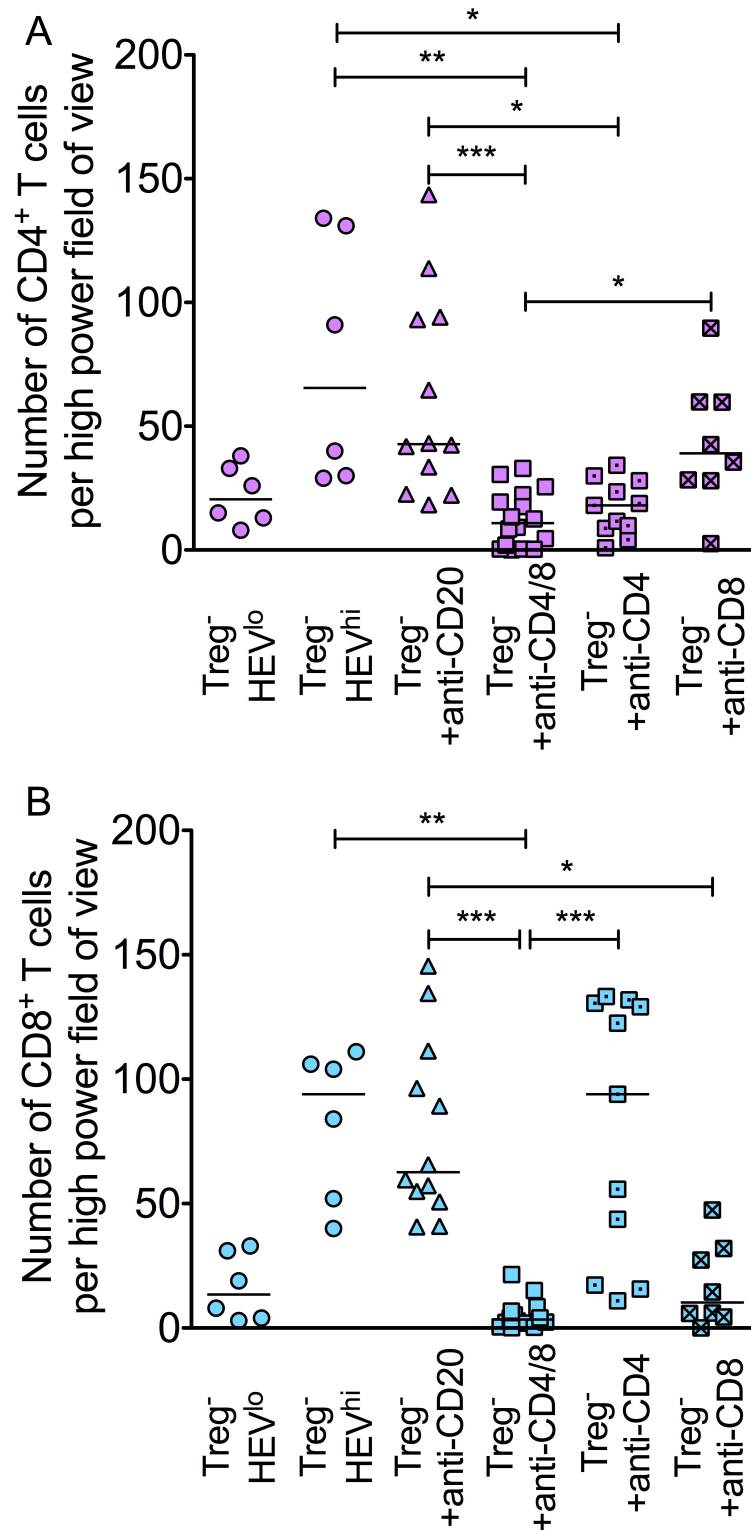 A
Number of CD4⁺ T cells
per high power field of view
200
150
100
50
0
*
**
*
***
*
Treg⁻
HEVˡᵒ
Treg⁻
HEVʰⁱ
Treg⁻
+anti-CD20
Treg⁻
+anti-CD4/8
Treg⁻
+anti-CD4
Treg⁻
+anti-CD8
B
Number of CD8⁺ T cells
per high power field of view
200
150
100
50
0
**
*
***
***
Treg⁻
HEVˡᵒ
Treg⁻
HEVʰⁱ
Treg⁻
+anti-CD20
Treg⁻
+anti-CD4/8
Treg⁻
+anti-CD4
Treg⁻
+anti-CD8